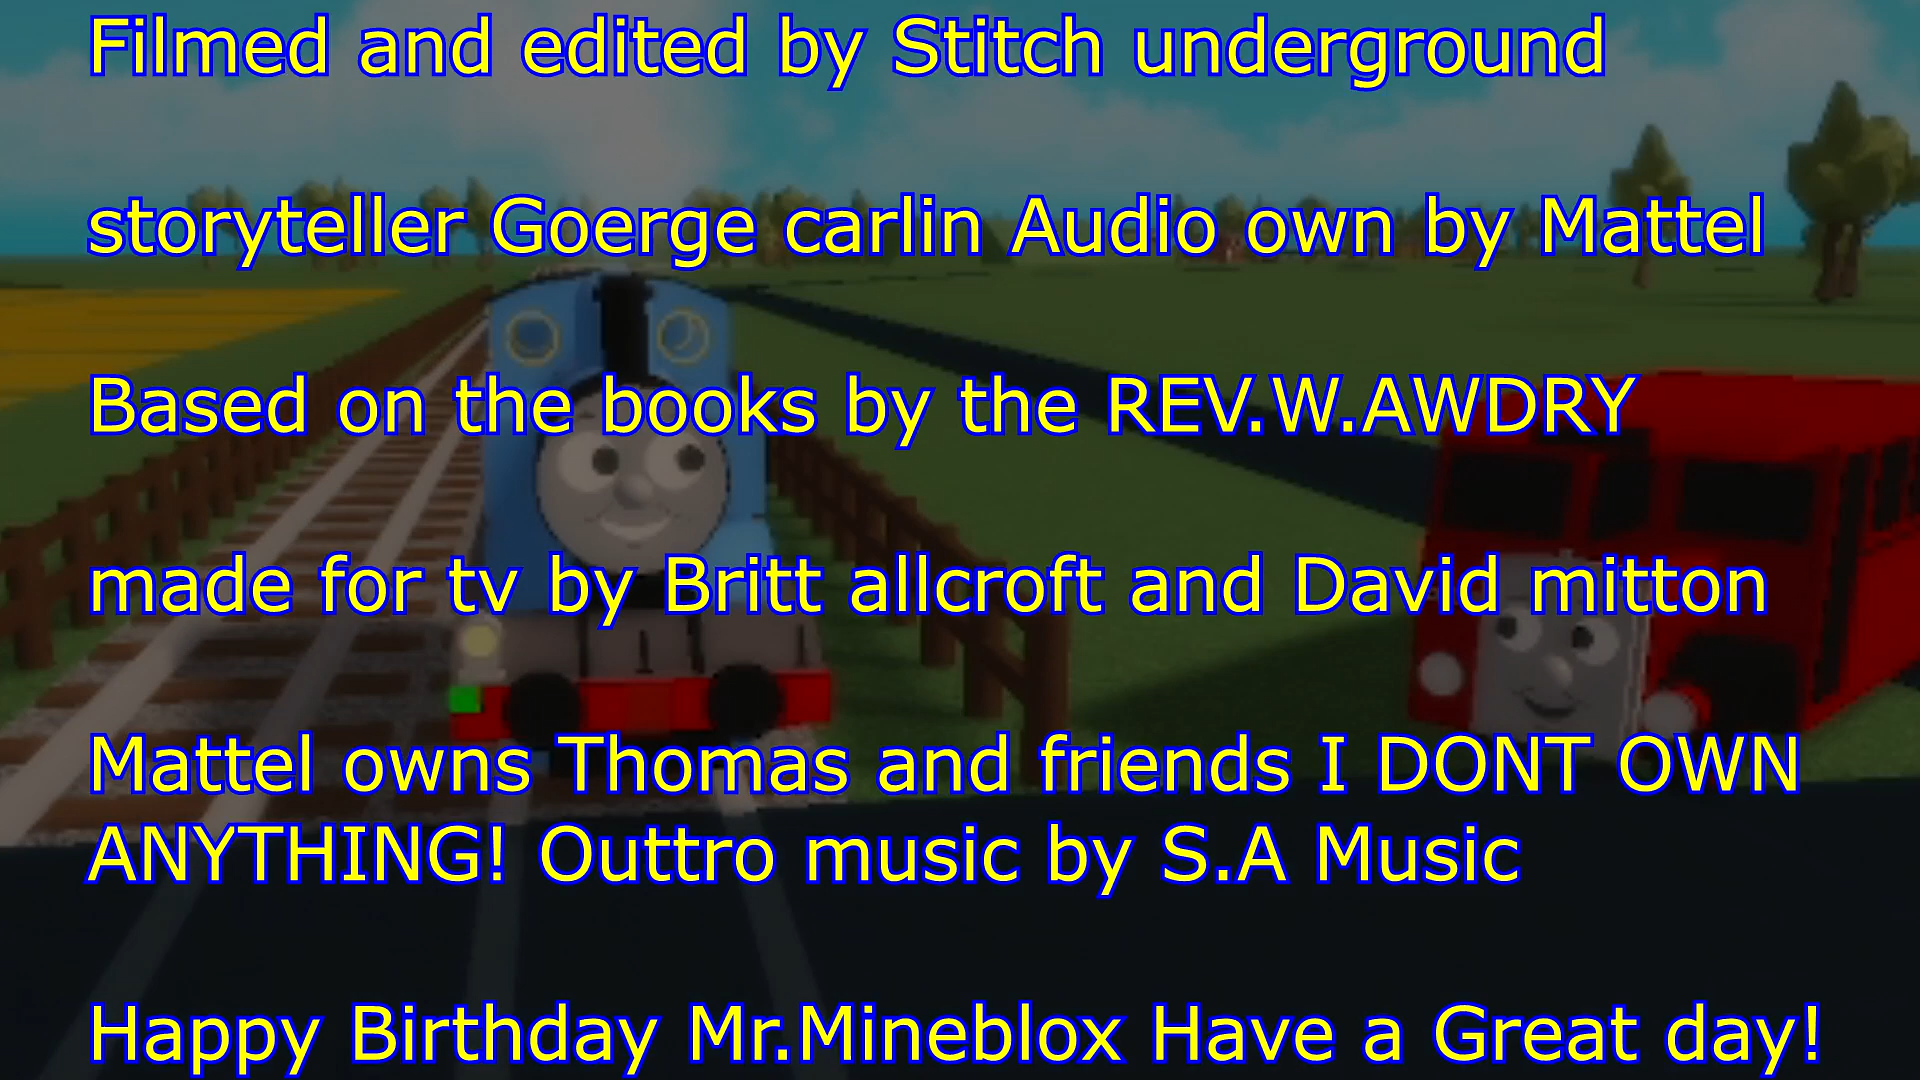 Filmed and edited by Stitch underground
storyteller Goerge carlin Audio own by Mattel
Based on the books by the REV.W.AWDRY
made for tv by Britt allcroft and David mitton
Mattel owns Thomas and friends I DONT OWN
ANYTHING! Outtro music by S.A Music
Happy Birthday Mr.Mineblox Have a Great day!